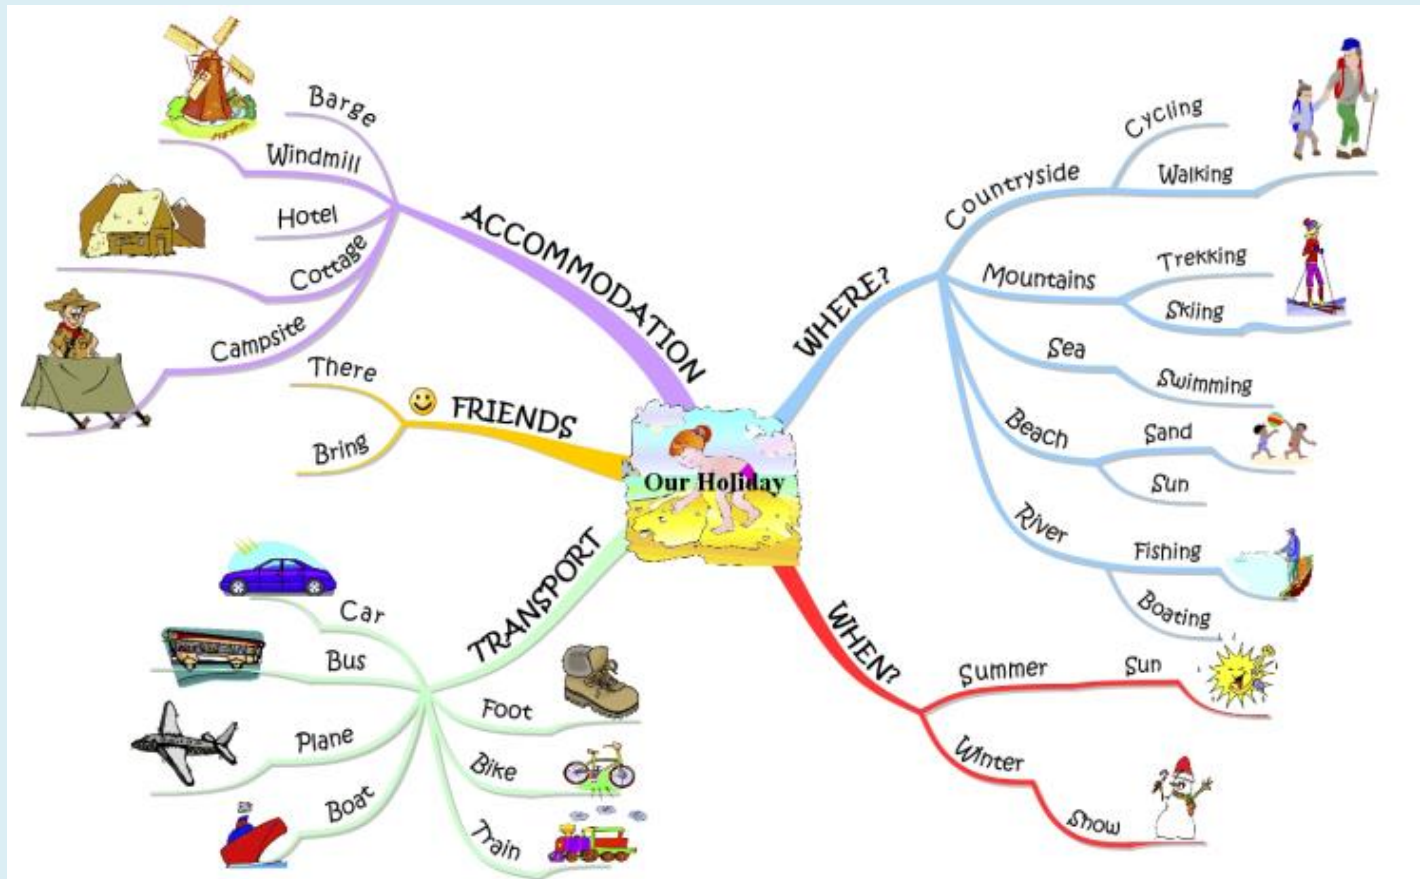 Our Holiday
ACCOMMODATION
Barge
Windmill
Hotel
Cottage
Campsite
FRIENDS
There
Bring
TRANSPORT
Car
Bus
Plane
Boat
Foot
Bike
Train
WHERE?
Countryside
Cycling
Walking
Mountains
Trekking
Skiing
Sea
Swimming
Beach
Sand
Sun
River
Fishing
Boating
WHEN?
Summer
Sun
Winter
Snow